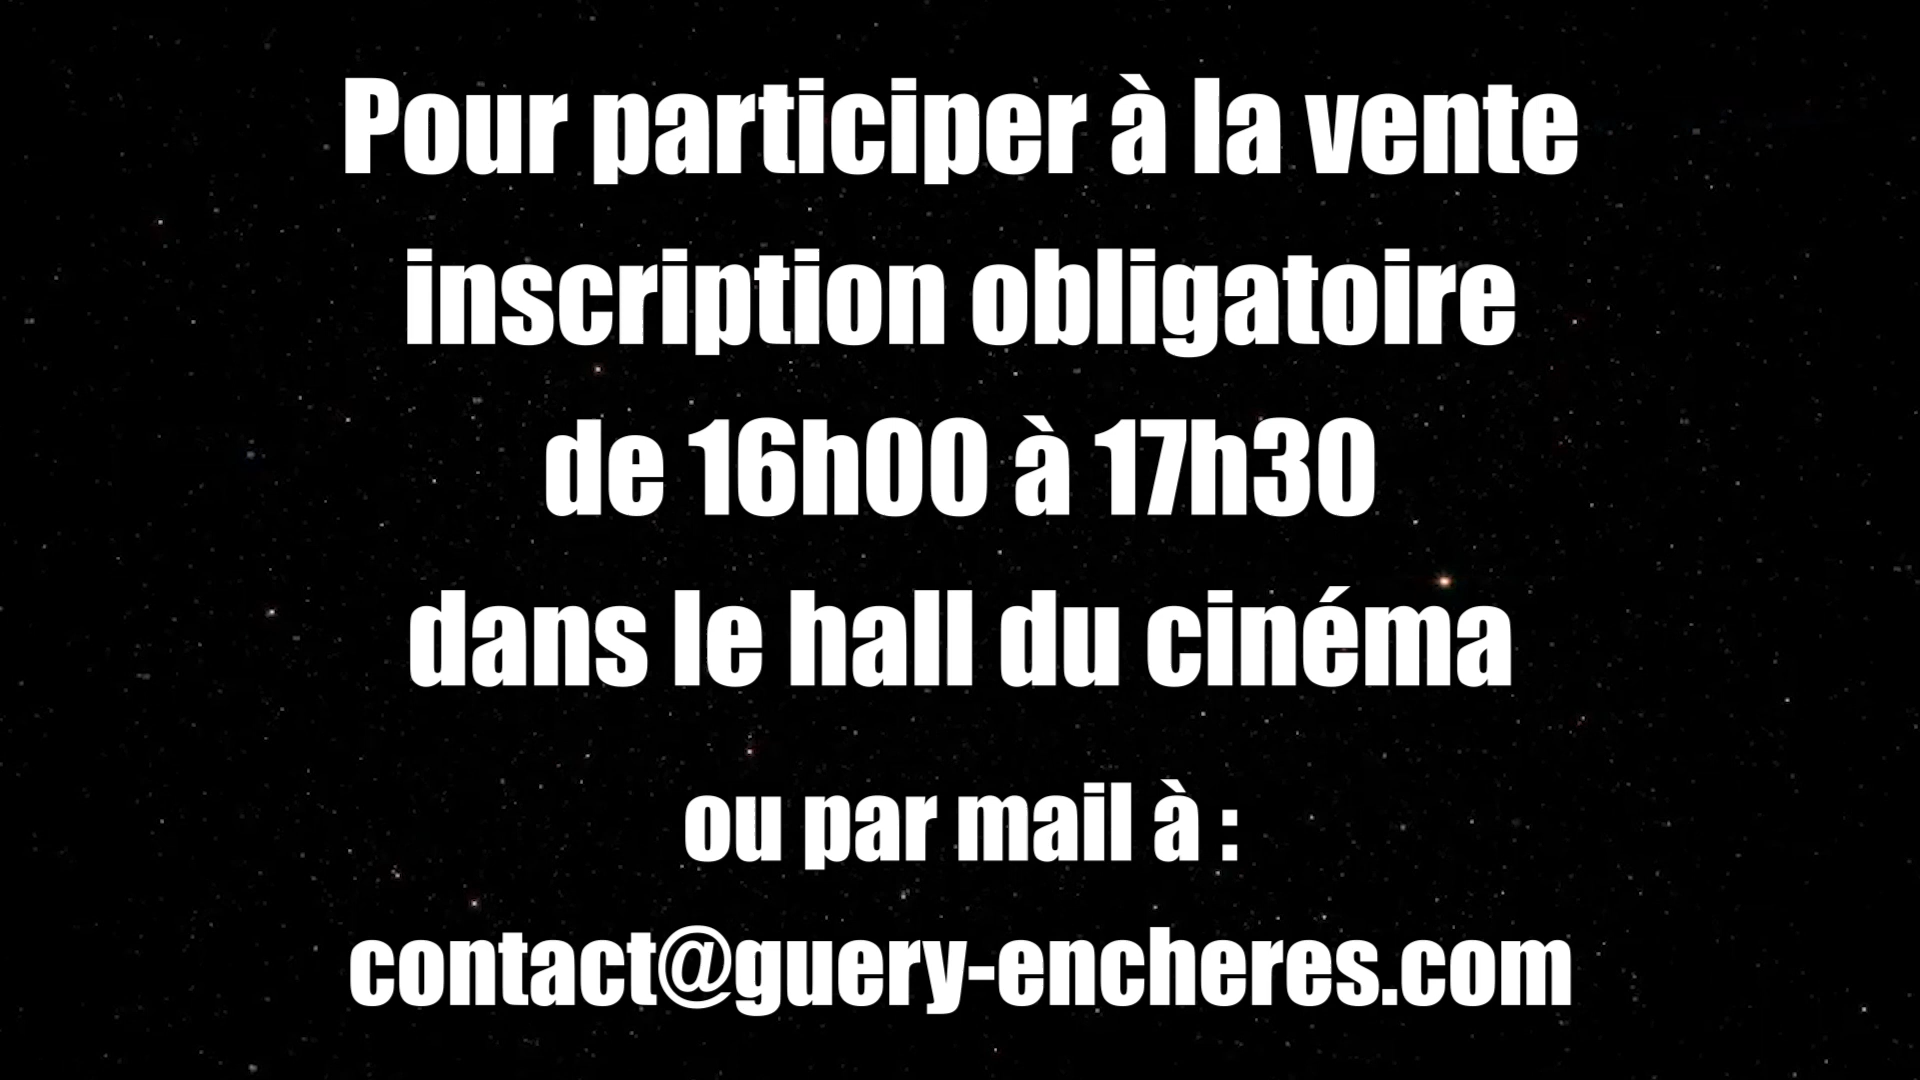 Pour participer à la vente
inscription obligatoire
de 16h00 à 17h30
dans le hall du cinéma
ou par mail à :
contact@guery-encheres.com